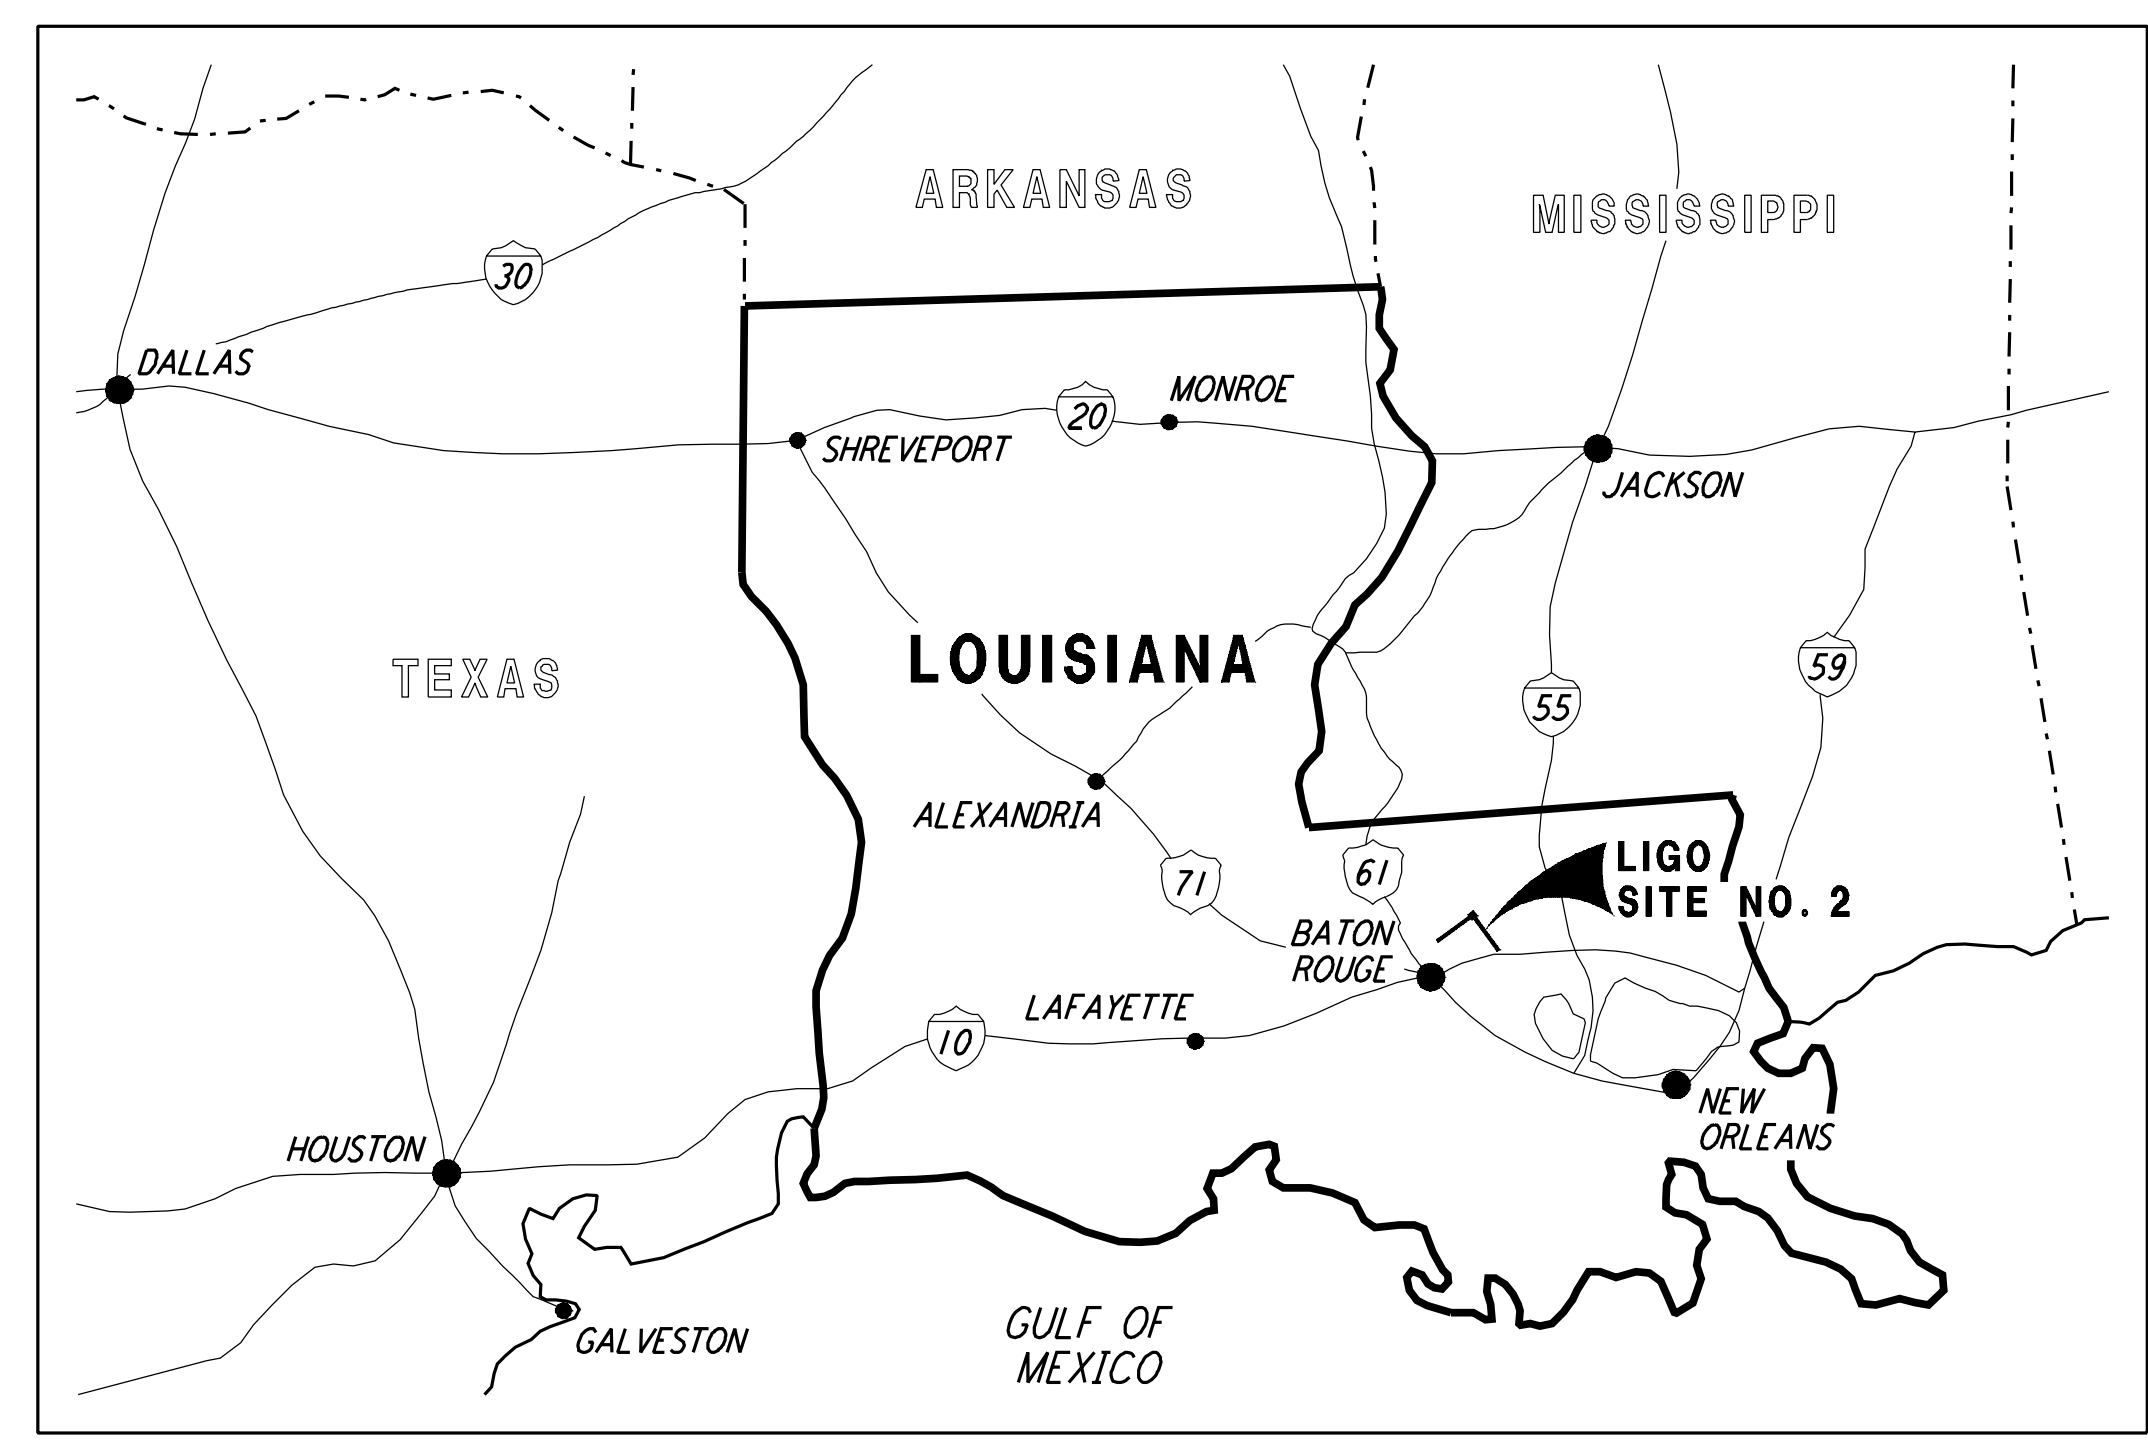 ARKANSAS
MISSISSIPPI
30
DALLAS
MONROE
20
SHREVEPORT
JACKSON
LOUISIANA
TEXAS
59
55
ALEXANDRIA
LIGO
SITE NO. 2
71
61
BATON
ROUGE
LAFAYETTE
10
NEW
ORLEANS
HOUSTON
GALVESTON
GULF OF
MEXICO